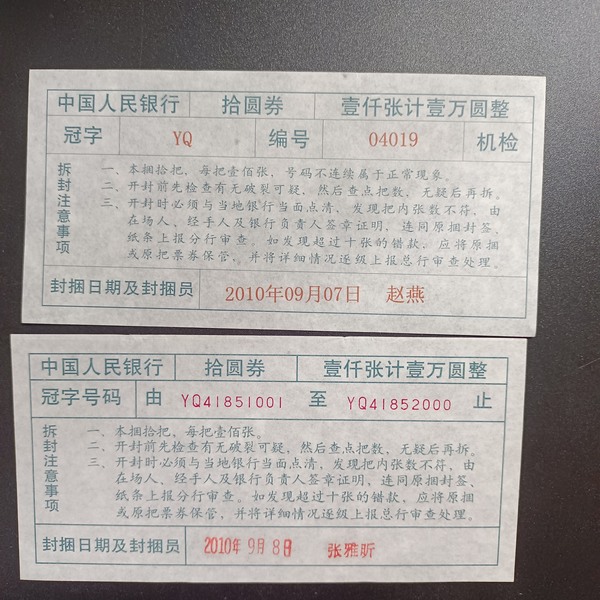 中国人民银行 拾圆券 壹仟张计壹万圆整
冠字 YQ 编号 04019 机检
拆封注意事项
一、本捆拾把，每把壹佰张，号码不连续属于正常现象。
二、开封前先检查有无破裂可疑，然后查点把数，无疑后再拆。
三、开封时必须与当地银行当面点清，发现把内张数不符，由
在场人、经手人及银行负责人签章证明，连同原捆封签、
纸条上报分行审查。如发现超过十张的错款，应将原捆
或原把票券保管，并将详细情况逐级上报总行审查处理。
封捆日期及封捆员 2010年09月07日 赵燕
中国人民银行 拾圆券 壹仟张计壹万圆整
冠字号码 由 YQ41851001 至 YQ41852000 止
拆封注意事项
一、本捆拾把，每把壹佰张。
二、开封前先检查有无破裂可疑，然后查点把数，无疑后再拆。
三、开封时必须与当地银行当面点清，发现把内张数不符，由
在场人、经手人及银行负责人签章证明，连同原捆封签、
纸条上报分行审查。如发现超过十张的错款，应将原捆
或原把票券保管，并将详细情况逐级上报总行审查处理。
封捆日期及封捆员 2010年 9月 8日 张雅昕